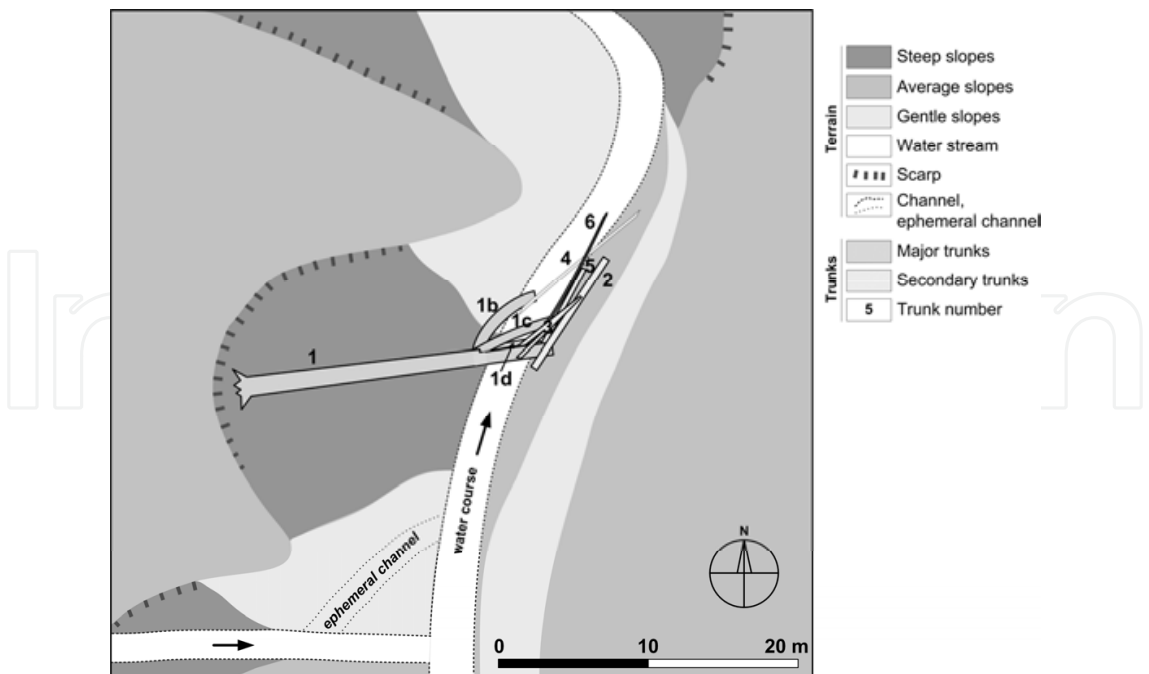 Steep slopes
Average slopes
Gentle slopes
Water stream
Scarp
Channel,
ephemeral channel
Terrain
Major trunks
Secondary trunks
5 Trunk number
Trunks
6
4
5
2
1b
1c
3
1
1d
water course
ephemeral channel
N
0 10 20 m